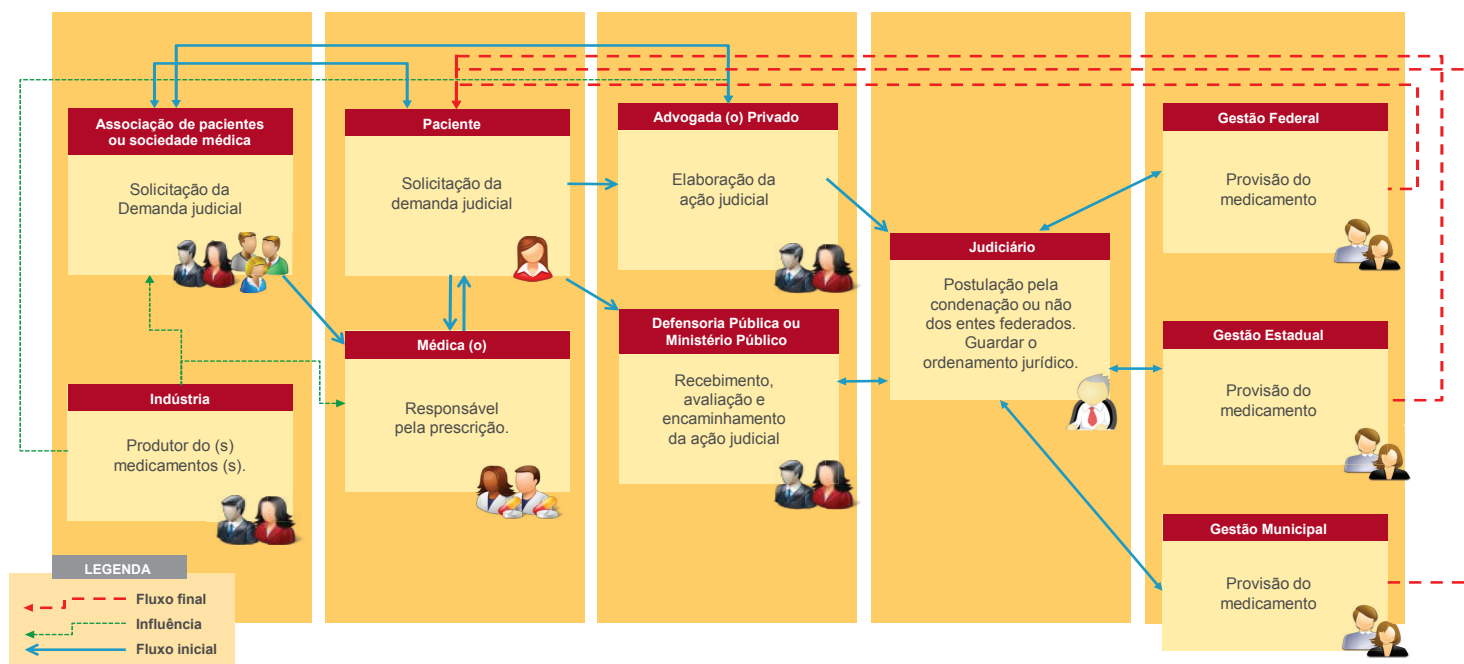 Associação de pacientes
ou sociedade médica
Solicitação da
Demanda judicial
Indústria
Produtor do (s)
medicamentos (s).
Paciente
Solicitação da
demanda judicial
Médica (o)
Responsável
pela prescrição.
Advogada (o) Privado
Elaboração da
ação judicial
Defensoria Pública ou
Ministério Público
Recebimento,
avaliação e
encaminhamento
da ação judicial
Judiciário
Postulação pela
condenação ou não
dos entes federados.
Guardar o
ordenamento jurídico.
Gestão Federal
Provisão do
medicamento
Gestão Estadual
Provisão do
medicamento
Gestão Municipal
Provisão do
medicamento
LEGENDA
Fluxo final
Influência
Fluxo inicial